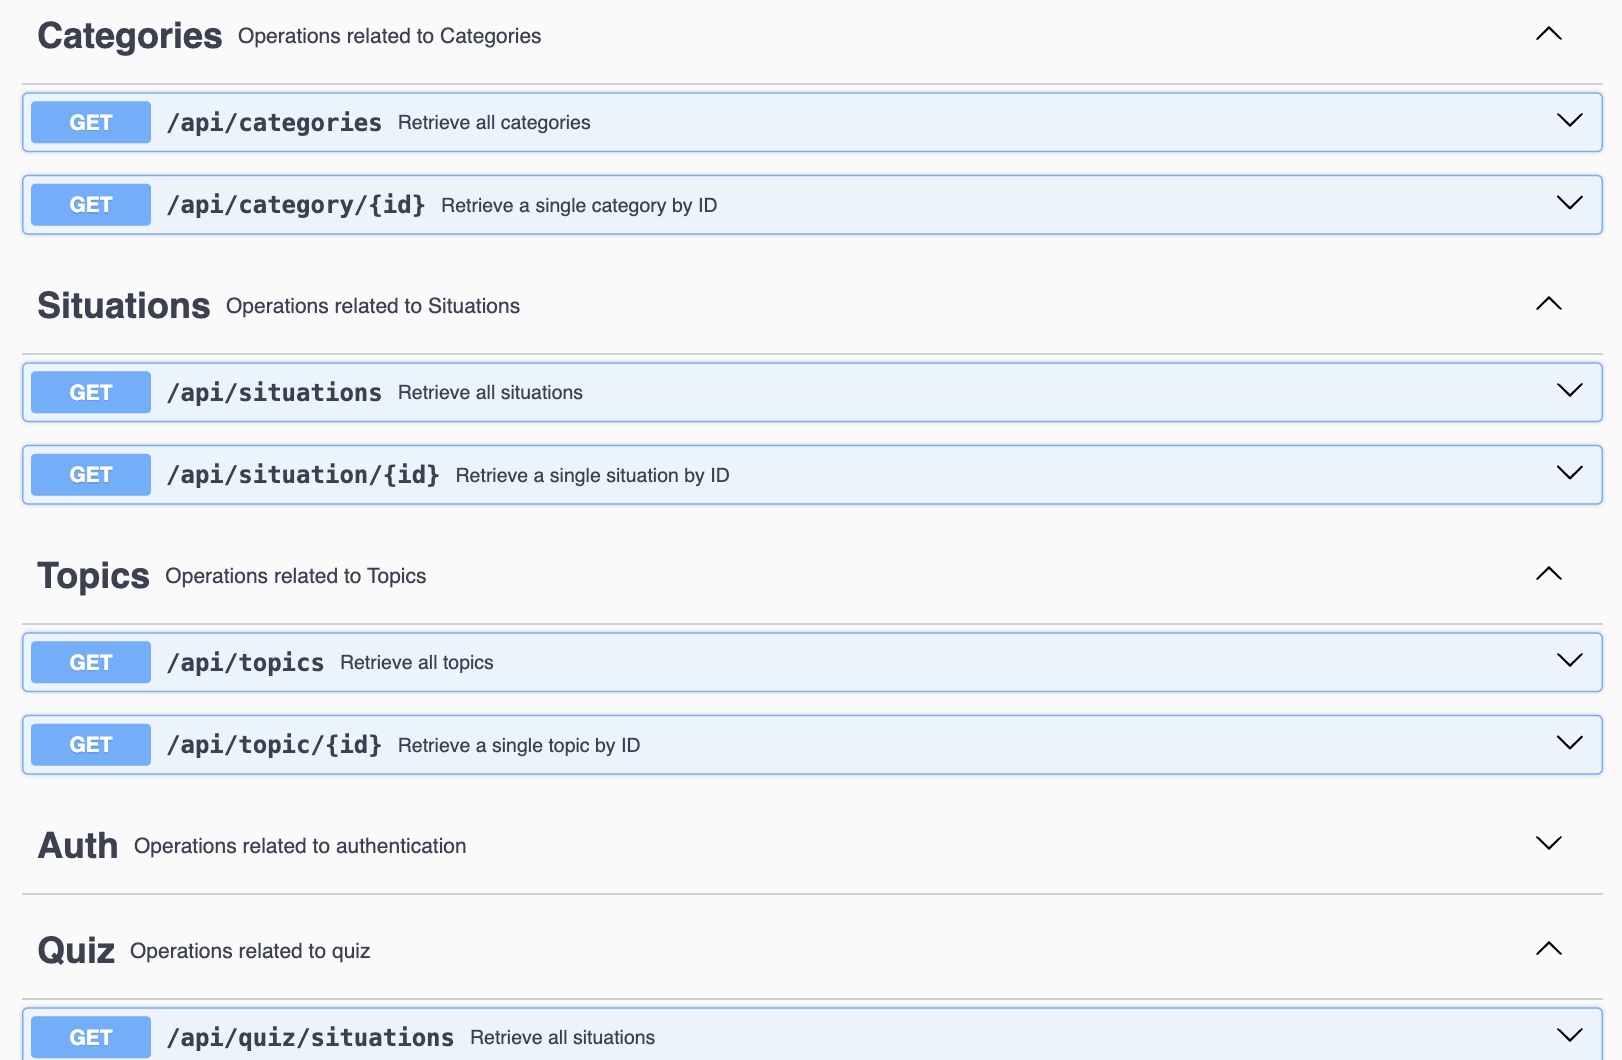 Categories Operations related to Categories
GET /api/categories Retrieve all categories
GET /api/category/{id} Retrieve a single category by ID
Situations Operations related to Situations
GET /api/situations Retrieve all situations
GET /api/situation/{id} Retrieve a single situation by ID
Topics Operations related to Topics
GET /api/topics Retrieve all topics
GET /api/topic/{id} Retrieve a single topic by ID
Auth Operations related to authentication
Quiz Operations related to quiz
GET /api/quiz/situations Retrieve all situations